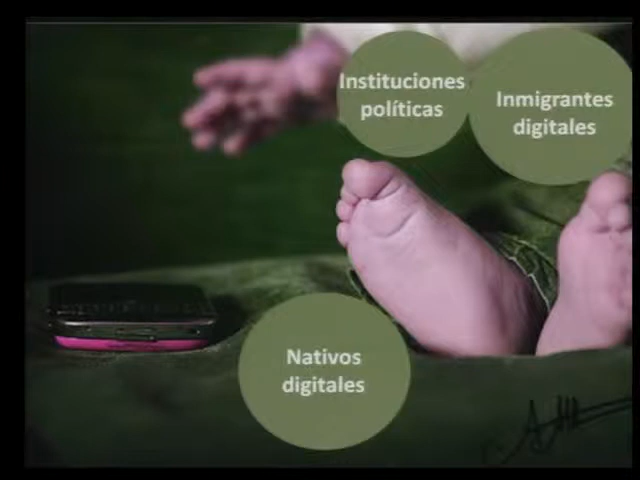 Instituciones
políticas
Inmigrantes
digitales
Nativos
digitales